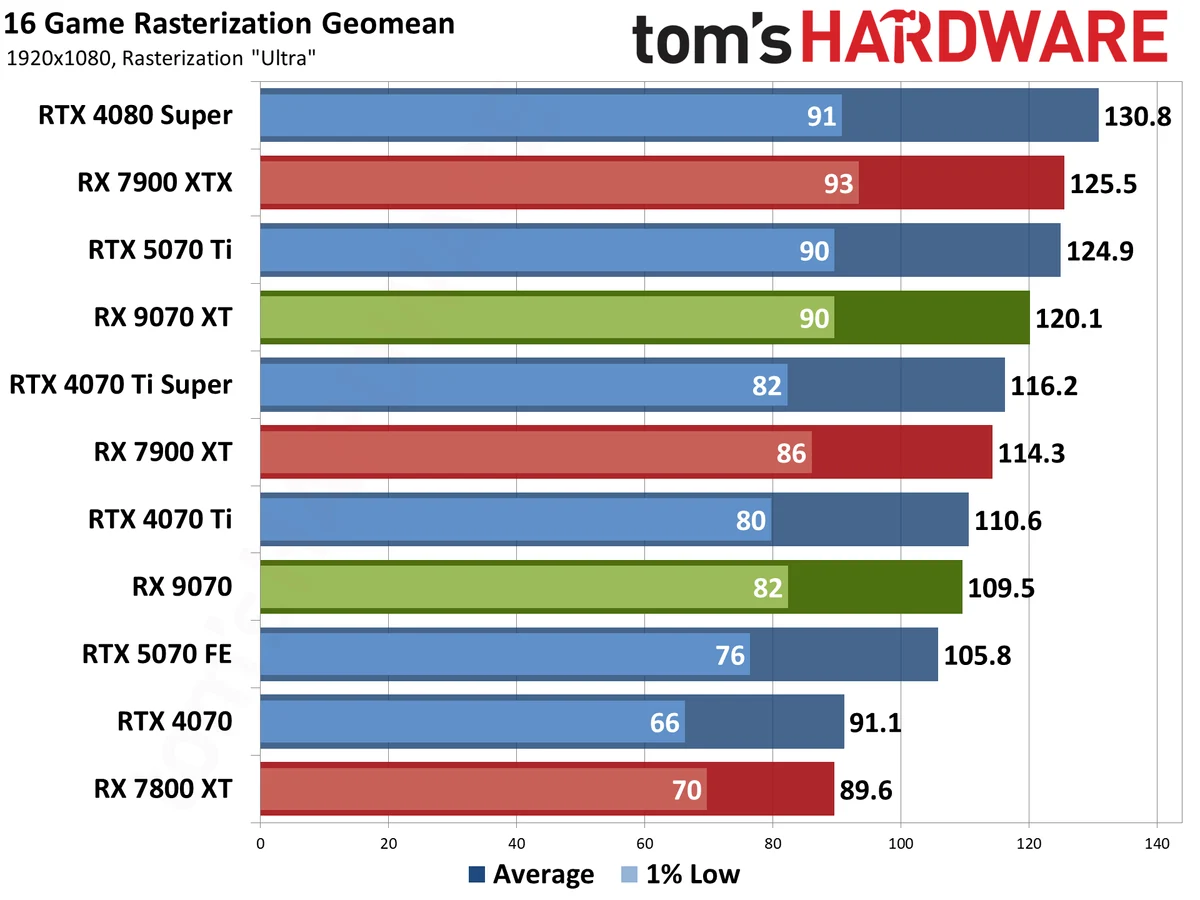 16 Game Rasterization Geomean
1920x1080, Rasterization "Ultra"
tom's HARDWARE
RTX 4080 Super 91 130.8
RX 7900 XTX 93 125.5
RTX 5070 Ti 90 124.9
RX 9070 XT 90 120.1
RTX 4070 Ti Super 82 116.2
RX 7900 XT 86 114.3
RTX 4070 Ti 80 110.6
RX 9070 82 109.5
RTX 5070 FE 76 105.8
RTX 4070 66 91.1
RX 7800 XT 70 89.6
0 20 40 60 80 100 120 140
Average 1% Low